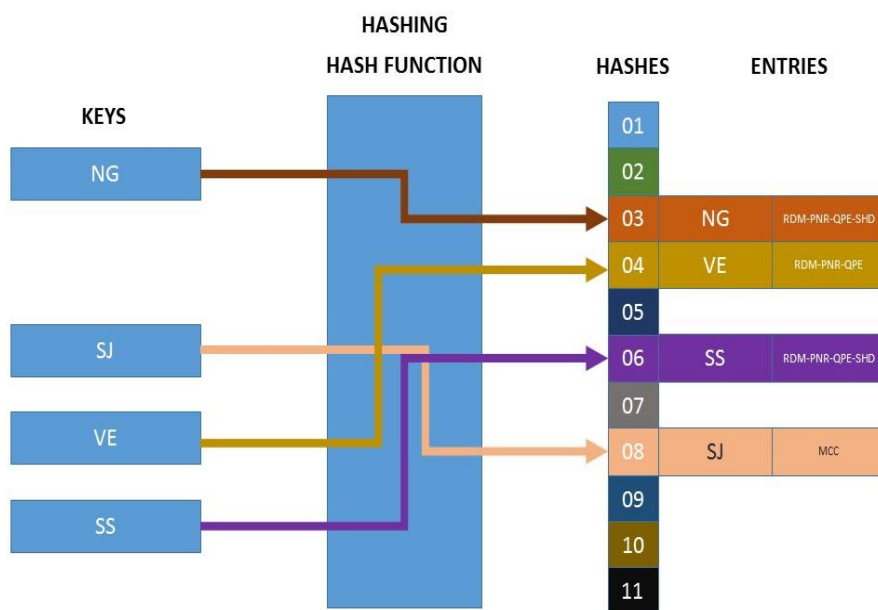 HASHING
HASH FUNCTION
HASHES
ENTRIES
KEYS
NG
SJ
VE
SS
01
02
03 NG RDM-PNR-QPE-SHD
04 VE RDM-PNR-QPE
05
06 SS RDM-PNR-QPE-SHD
07
08 SJ MCC
09
10
11